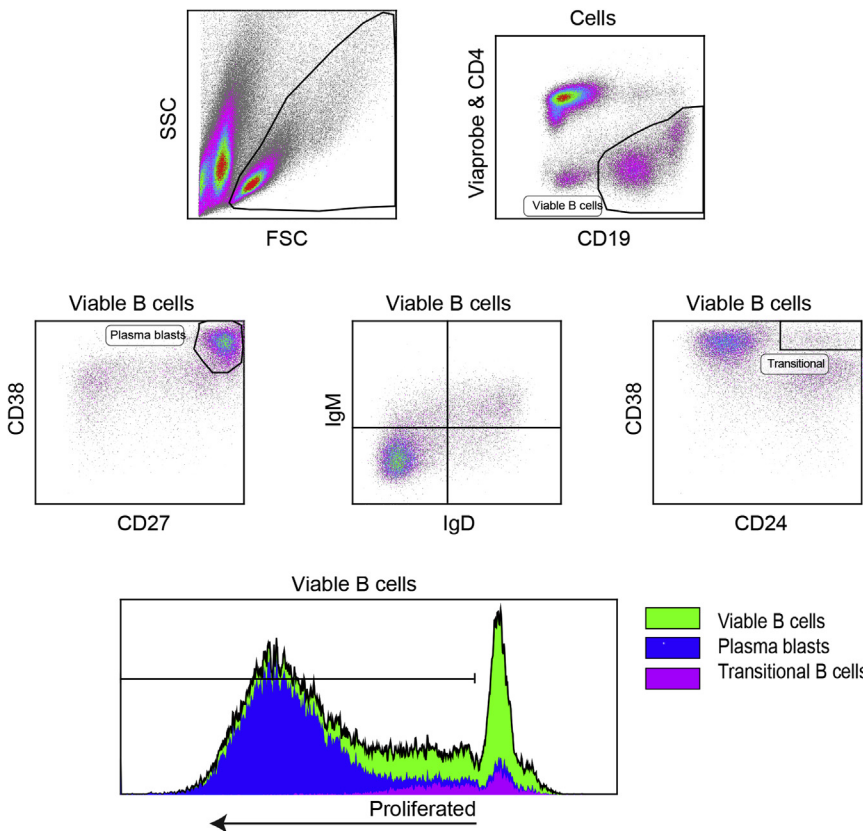 Cells
SSC
FSC
Viaprobe & CD4
Viable B cells
CD19
Viable B cells
Plasma blasts
CD38
CD27
Viable B cells
IgM
IgD
Viable B cells
Transitional
CD38
CD24
Viable B cells
Proliferated
Viable B cells
Plasma blasts
Transitional B cells